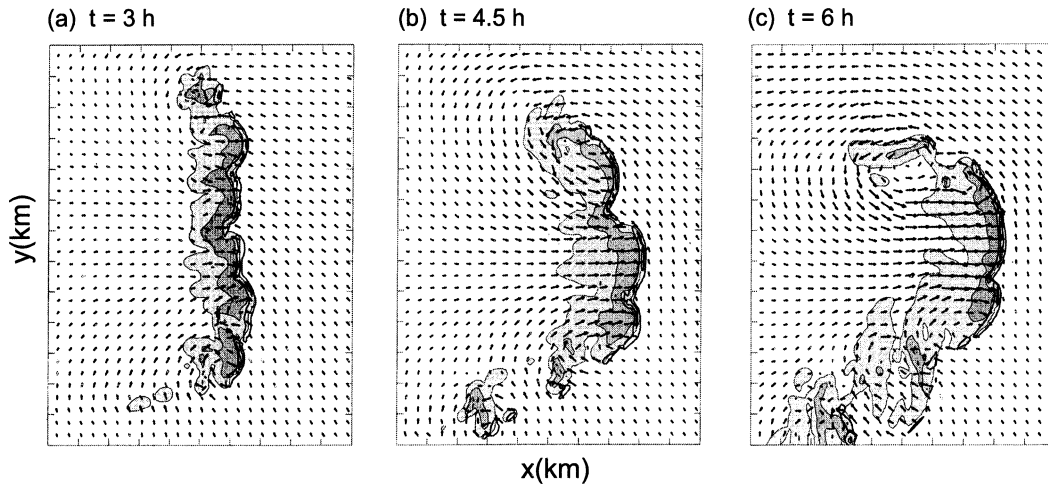 (a) t = 3 h
(b) t = 4.5 h
(c) t = 6 h
y(km)
x(km)